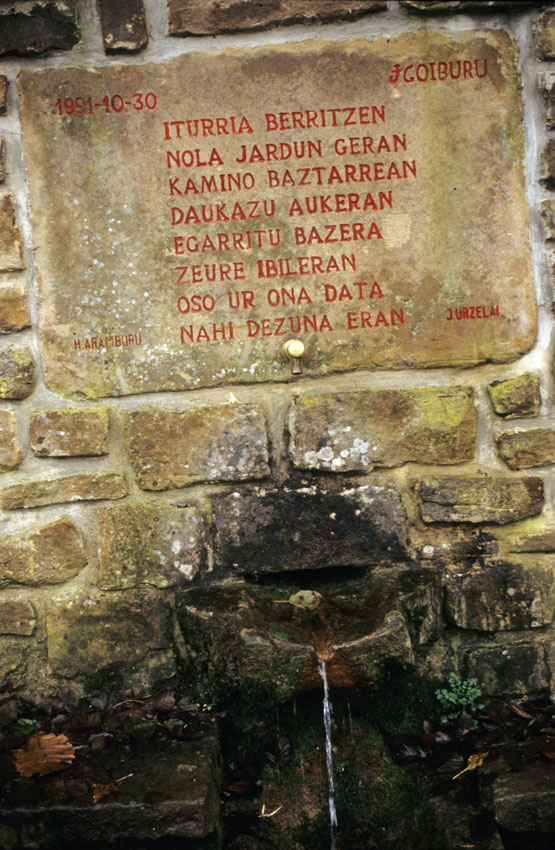 1991-10-30
J GOIBURU
ITURRIA BERRITZEN
NOLA JARDUN GERAN
KAMINO BAZTARREAN
DAUKAZU AUKERAN
EGARRITU BAZERA
ZEURE IBILERAN
OSO UR ONA DATA
NAHI DEZUNA ERAN
H.ARAMBURU
J.URZELAI